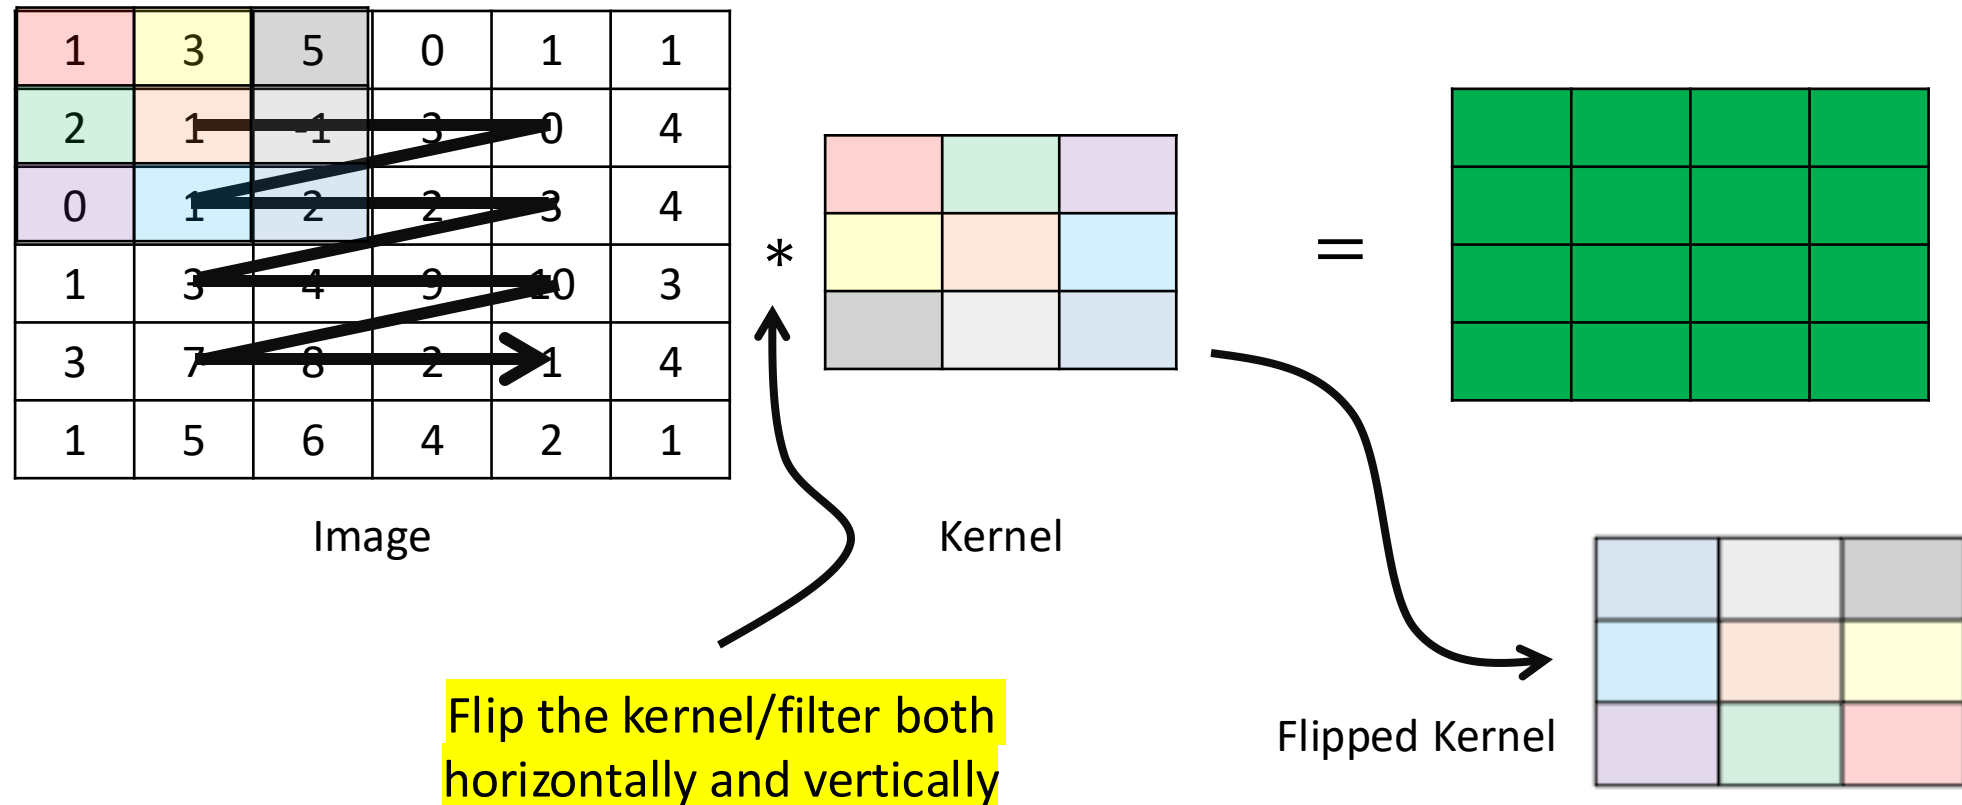 1 3 5 0 1 1
2 1 -1 3 0 4
0 1 2 2 3 4
1 3 4 9 10 3
3 7 8 2 1 4
1 5 6 4 2 1
*
=
Image
Kernel
Flip the kernel/filter both
horizontally and vertically
Flipped Kernel